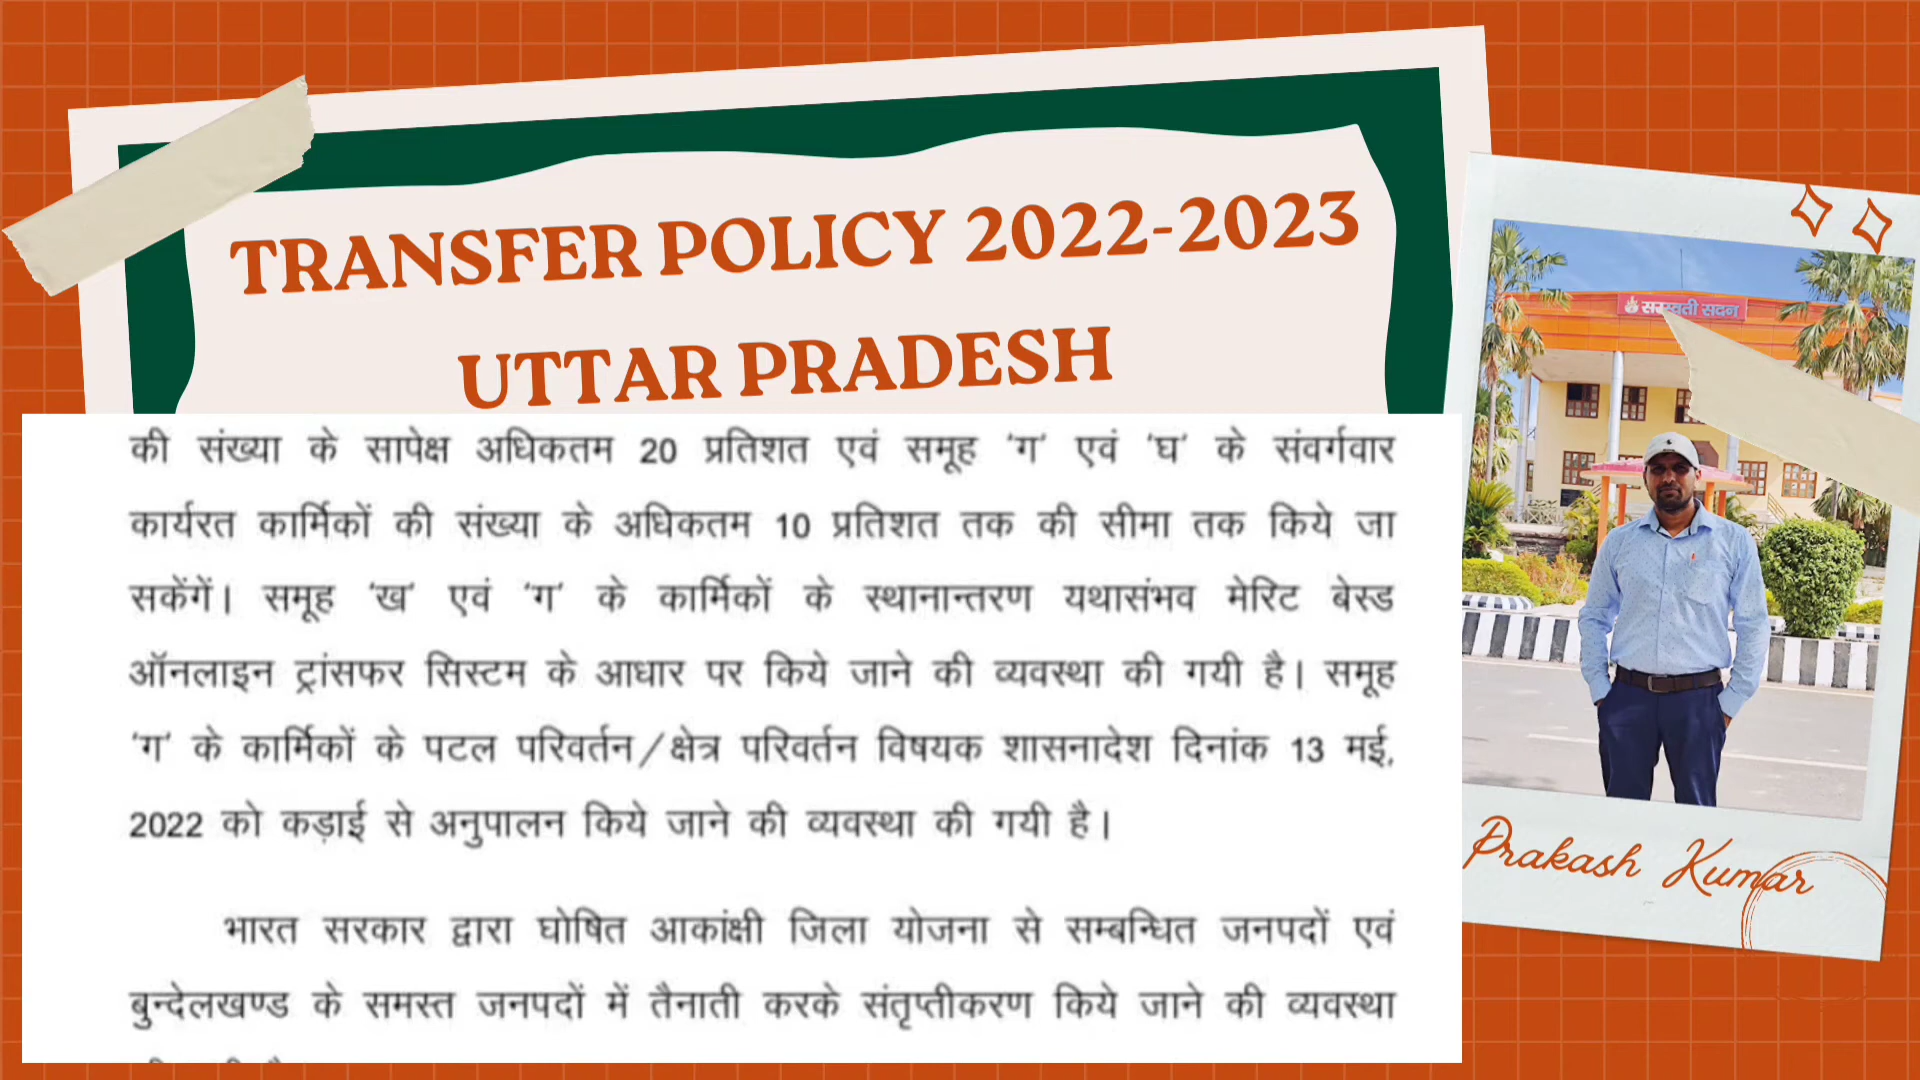 TRANSFER POLICY 2022-2023
UTTAR PRADESH
सरस्वती सदन
की संख्या के सापेक्ष अधिकतम 20 प्रतिशत एवं समूह 'ग' एवं 'घ' के संवर्गवार
कार्यरत कार्मिकों की संख्या के अधिकतम 10 प्रतिशत तक की सीमा तक किये जा
सकेंगें। समूह 'ख' एवं 'ग' के कार्मिकों के स्थानान्तरण यथासंभव मेरिट बेस्ड
ऑनलाइन ट्रांसफर सिस्टम के आधार पर किये जाने की व्यवस्था की गयी है। समूह
'ग' के कार्मिकों के पटल परिवर्तन/क्षेत्र परिवर्तन विषयक शासनादेश दिनांक 13 मई,
2022 को कड़ाई से अनुपालन किये जाने की व्यवस्था की गयी है।
भारत सरकार द्वारा घोषित आकांक्षी जिला योजना से सम्बन्धित जनपदों एवं
बुन्देलखण्ड के समस्त जनपदों में तैनाती करके संतृप्तीकरण किये जाने की व्यवस्था
Prakash Kumar